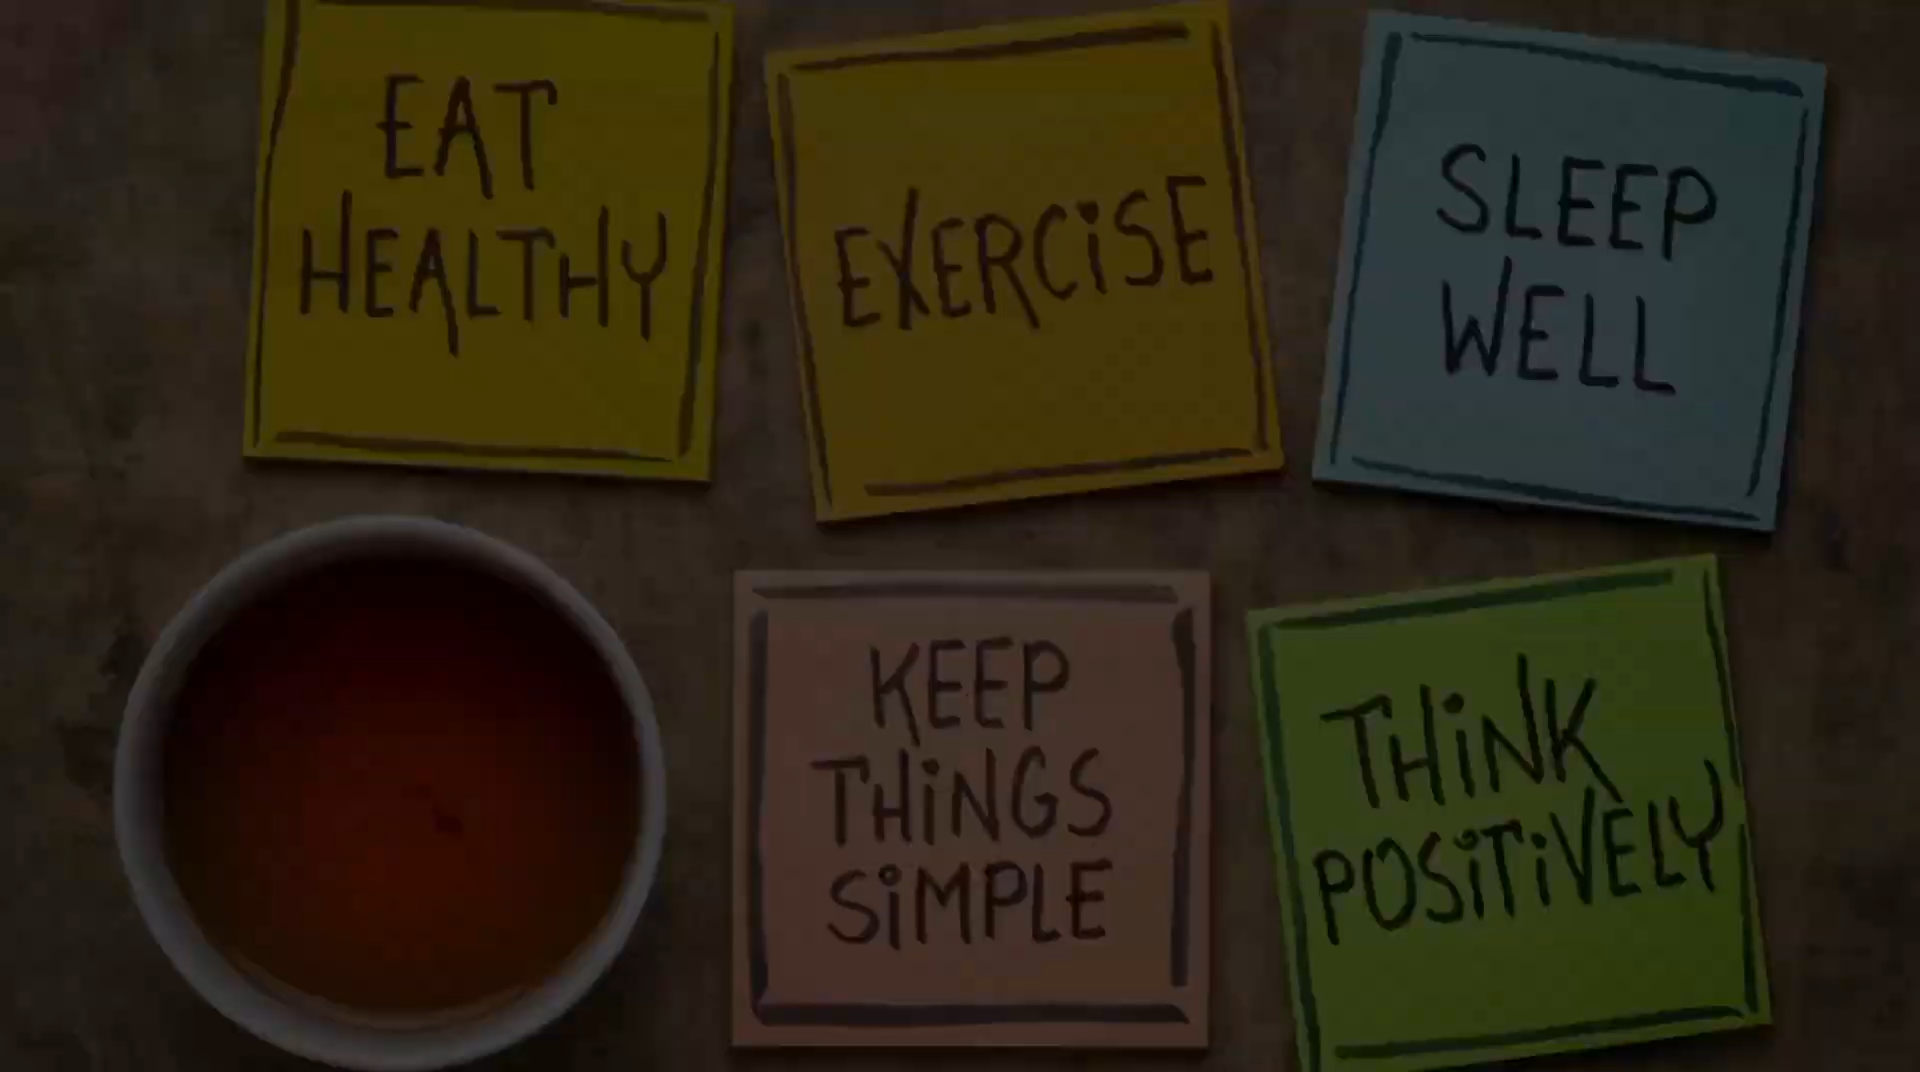 EAT
HEALTHY
EXERCiSE
SLEEP
WELL
KEEP
THiNGS
SiMPLE
THiNK
POSiTiVELY